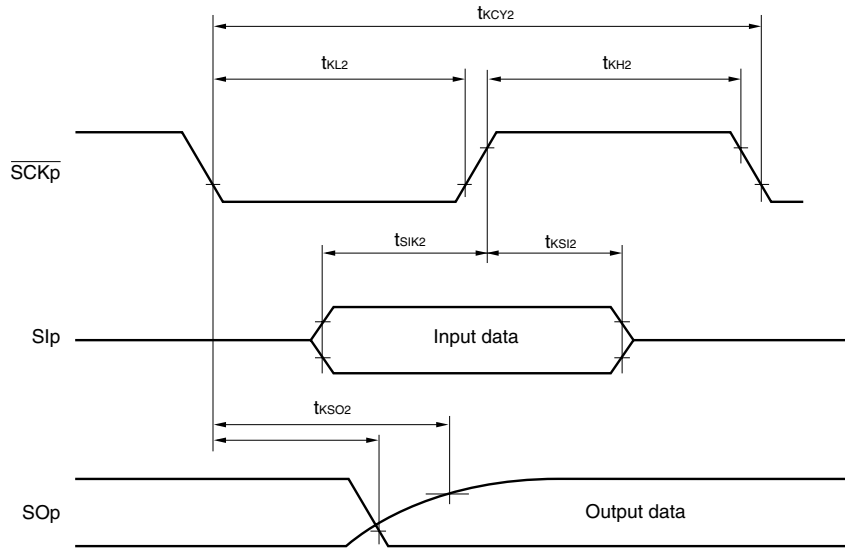 tKCY2
tKL2
tKH2
SCKp
tSIK2
tKSI2
SIp
Input data
tKSO2
SOp
Output data